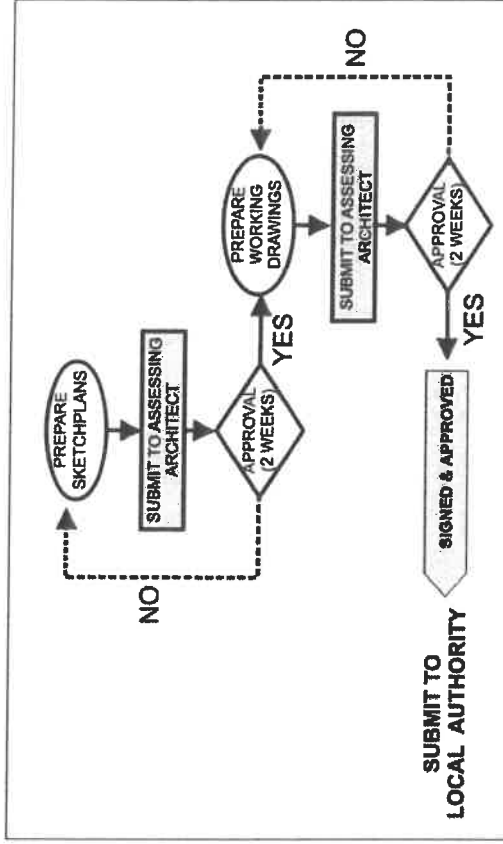 PREPARE
SKETCHPLANS
SUBMIT TO ASSESSING
ARCHITECT
APPROVAL
(2 WEEKS)
NO
YES
PREPARE
WORKING
DRAWINGS
SUBMIT TO ASSESSING
ARCHITECT
APPROVAL
(2 WEEKS)
NO
YES
SIGNED & APPROVED
SUBMIT TO
LOCAL AUTHORITY